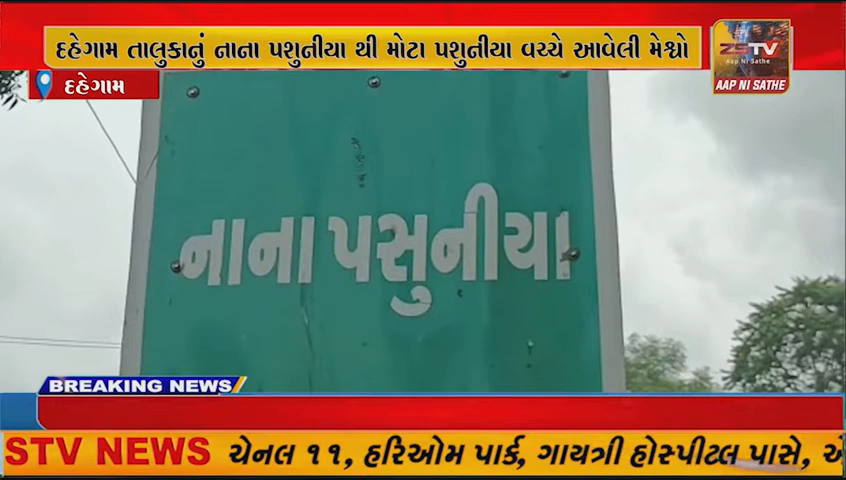 દહેગામ તાલુકાનું નાના પશુનીયા થી મોટા પશુનીયા વચ્ચે આવેલી મેશ્વો
ZSTV
Aap Ni Sathe
AAP NI SATHE
દહેગામ
નાના પસુનીયા
BREAKING NEWS
STV NEWS ચેનલ ૧૧, હરિઓમ પાર્ક, ગાયત્રી હોસ્પીટલ પાસે, એ